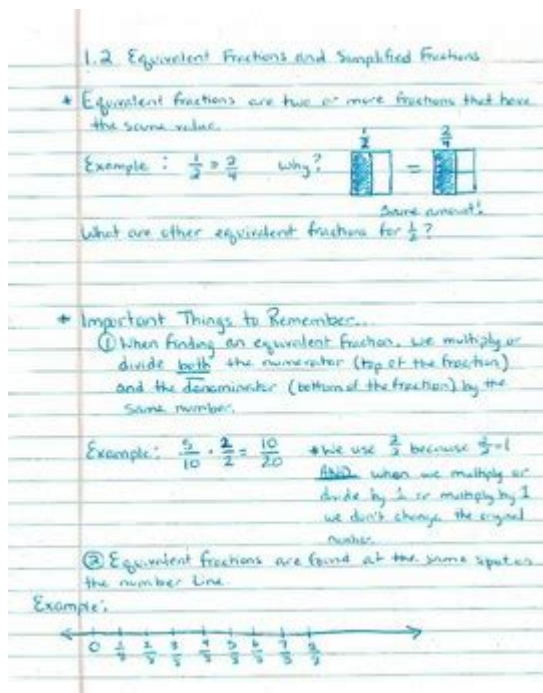 1.2 Equivalent Fractions and Simplified Fractions
* Equivalent fractions are two or more fractions that have
the same value.
1/2 2/4
Example : 1/2 = 2/4 Why? =
Same amount!
What are other equivalent fractions for 1/2 ?
* Important Things to Remember...
① When finding an equivalent fraction, we multiply or
divide both the numerator (top of the fraction)
and the denominator (bottom of the fraction) by the
same number.
Example: 5/10 · 2/2 = 10/20 *We use 2/2 because 2/2=1
AND when we multiply or
divide by 1 or multiply by 1
we don't change the original
number.
② Equivalent fractions are found at the same spot on
the number line.
Example:
0